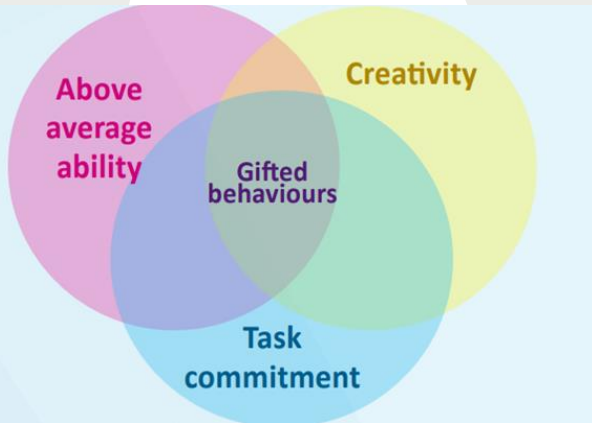 Above
average
ability
Creativity
Gifted
behaviours
Task
commitment